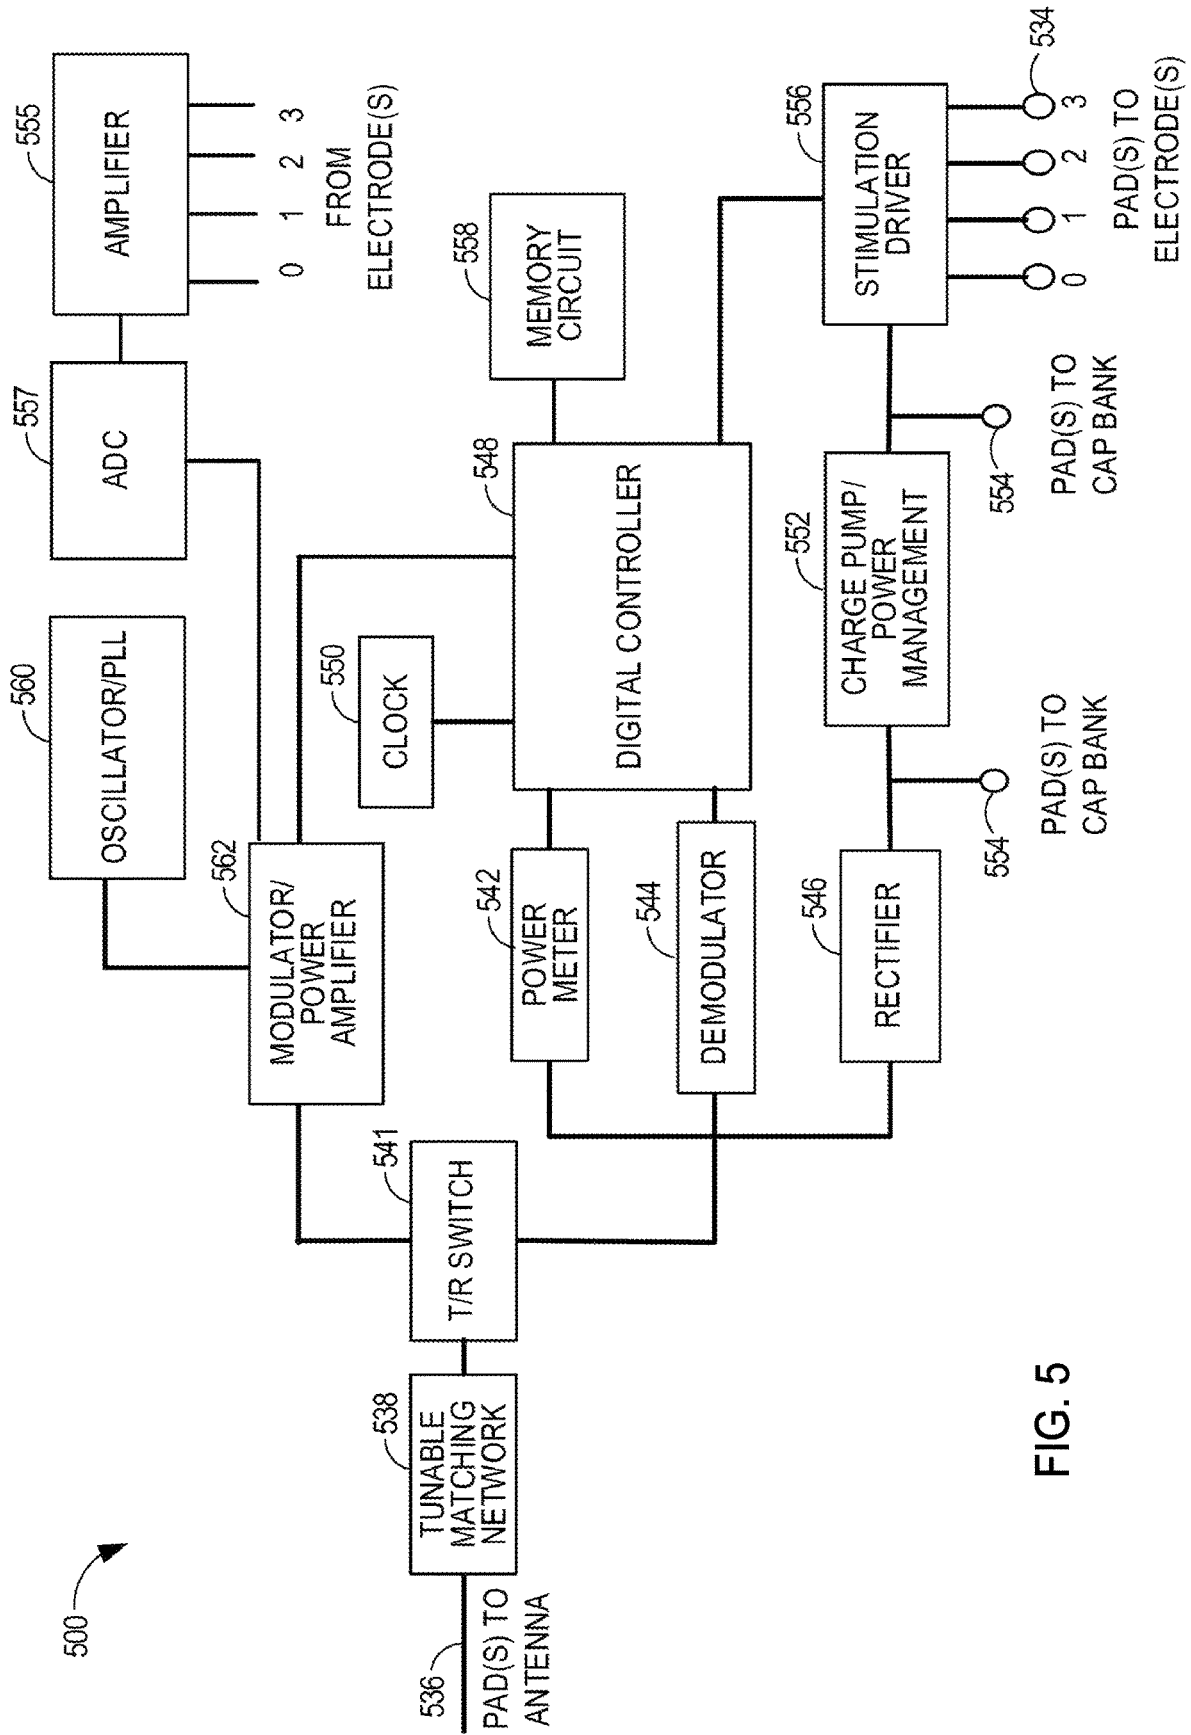 500
536
PAD(S) TO
ANTENNA
538
TUNABLE
MATCHING
NETWORK
541
T/R SWITCH
562
MODULATOR/
POWER
AMPLIFIER
560
OSCILLATOR/PLL
557
ADC
555
AMPLIFIER
0 1 2 3
FROM
ELECTRODE(S)
550
CLOCK
542
POWER
METER
544
DEMODULATOR
546
RECTIFIER
548
DIGITAL CONTROLLER
558
MEMORY
CIRCUIT
552
CHARGE PUMP/
POWER
MANAGEMENT
554
PAD(S) TO
CAP BANK
554
PAD(S) TO
CAP BANK
556
STIMULATION
DRIVER
534
0 1 2 3
PAD(S) TO
ELECTRODE(S)
FIG. 5